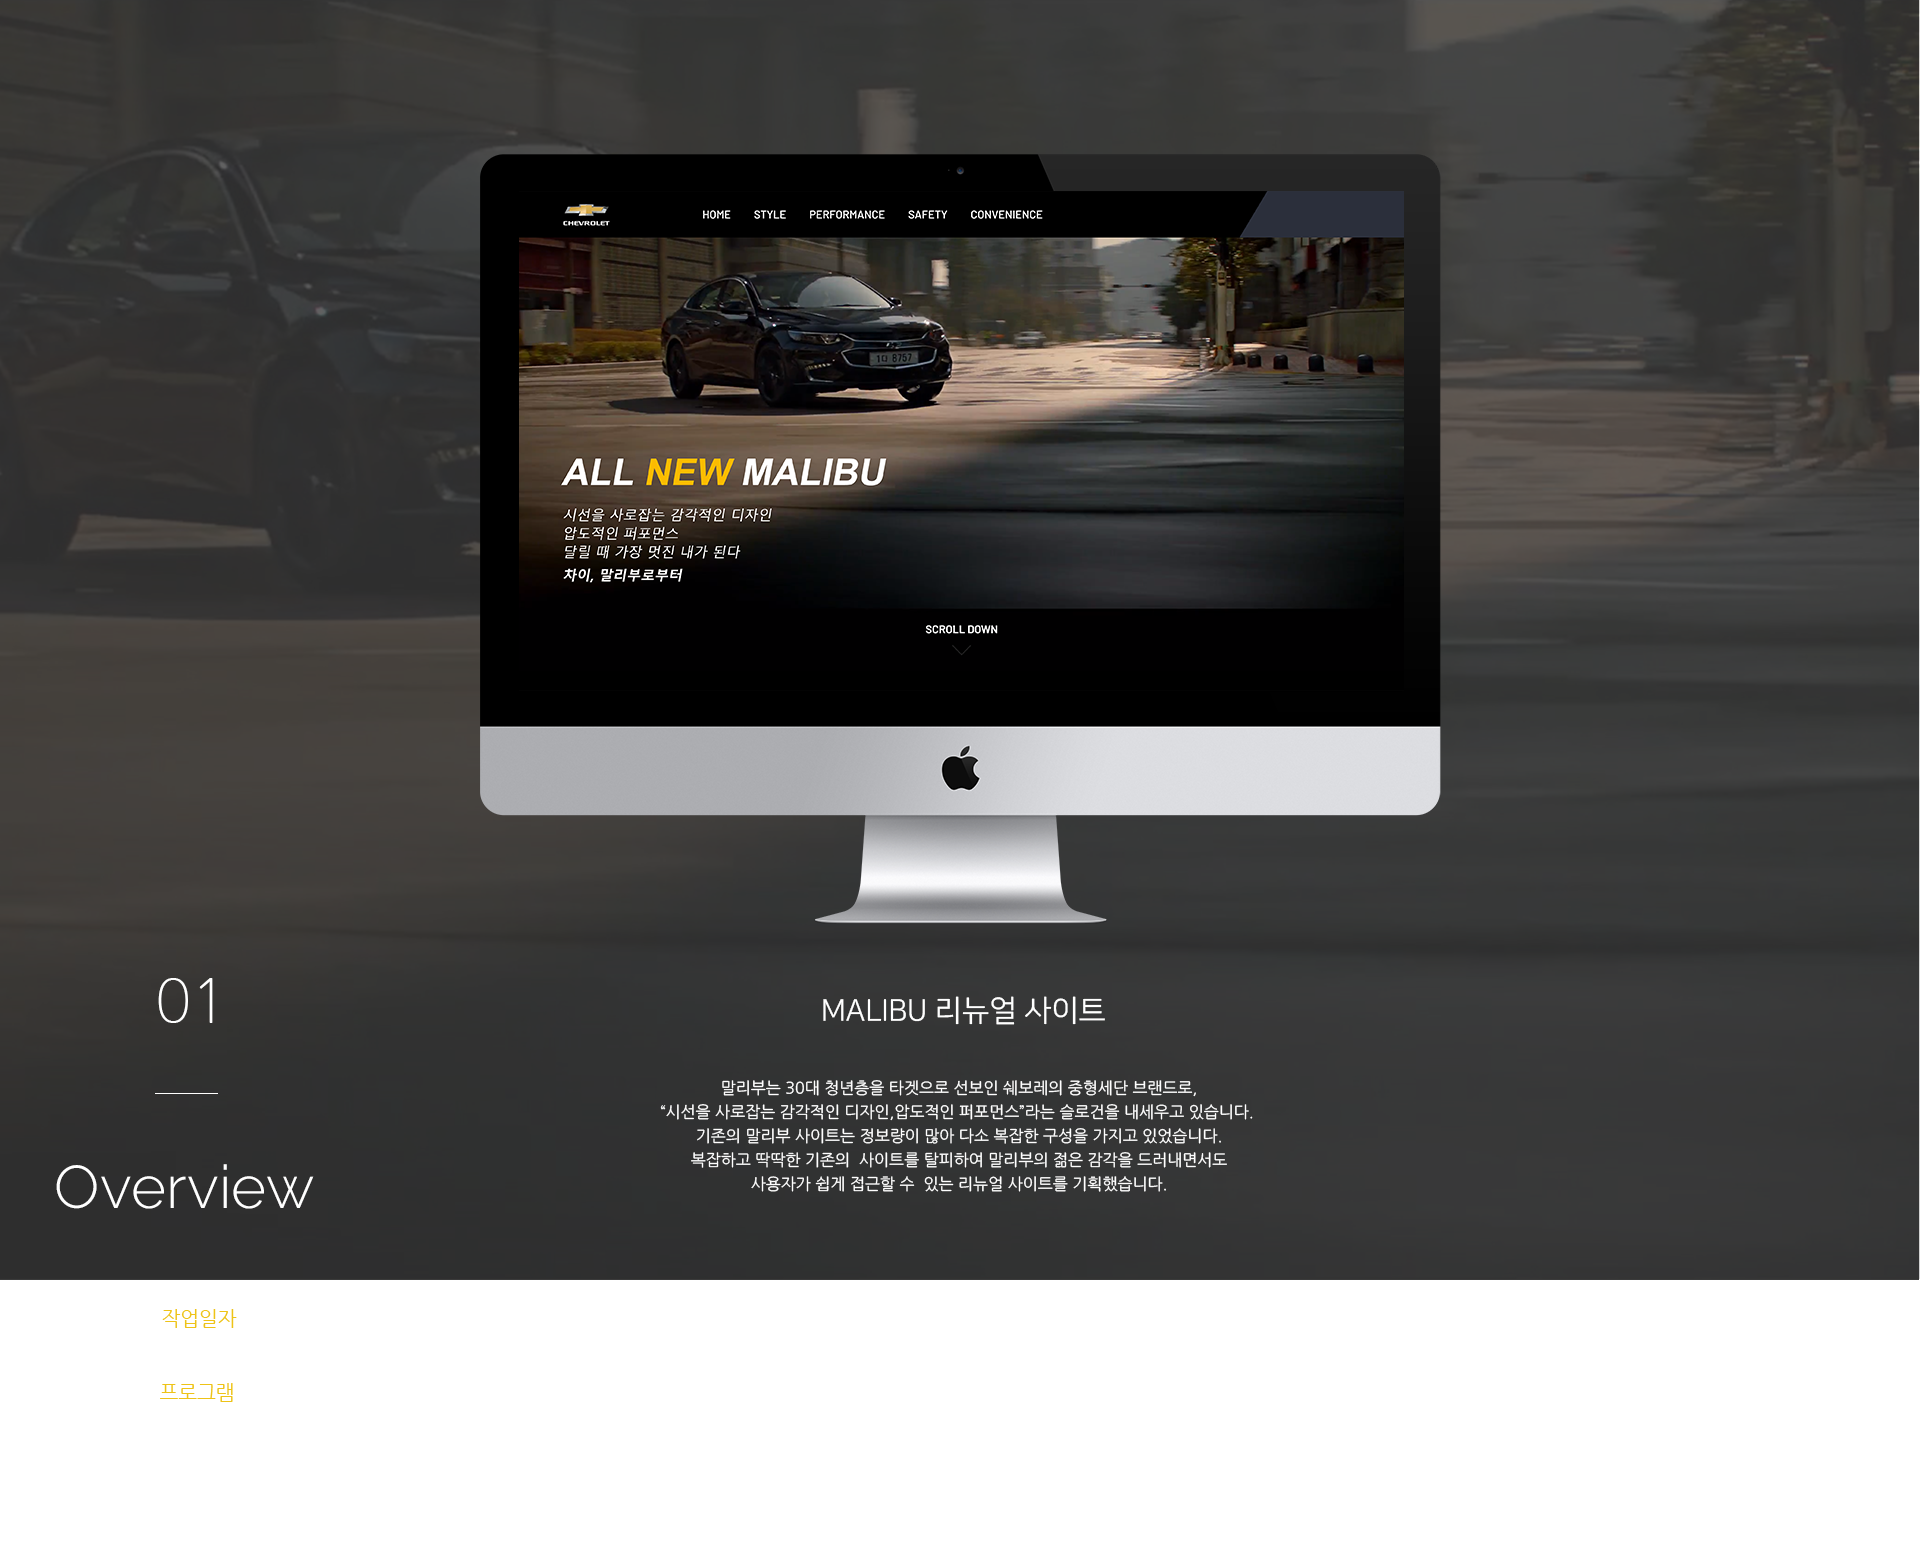 CHEVROLET
HOME STYLE PERFORMANCE SAFETY CONVENIENCE
1다 8757
ALL NEW MALIBU
시선을 사로잡는 감각적인 디자인
압도적인 퍼포먼스
달릴 때 가장 멋진 내가 된다
차이, 말리부로부터
SCROLL DOWN
01
Overview
MALIBU 리뉴얼 사이트
말리부는 30대 청년층을 타겟으로 선보인 쉐보레의 중형세단 브랜드로,
“시선을 사로잡는 감각적인 디자인,압도적인 퍼포먼스”라는 슬로건을 내세우고 있습니다.
기존의 말리부 사이트는 정보량이 많아 다소 복잡한 구성을 가지고 있었습니다.
복잡하고 딱딱한 기존의  사이트를 탈피하여 말리부의 젊은 감각을 드러내면서도
사용자가 쉽게 접근할 수  있는 리뉴얼 사이트를 기획했습니다.
작업일자
프로그램